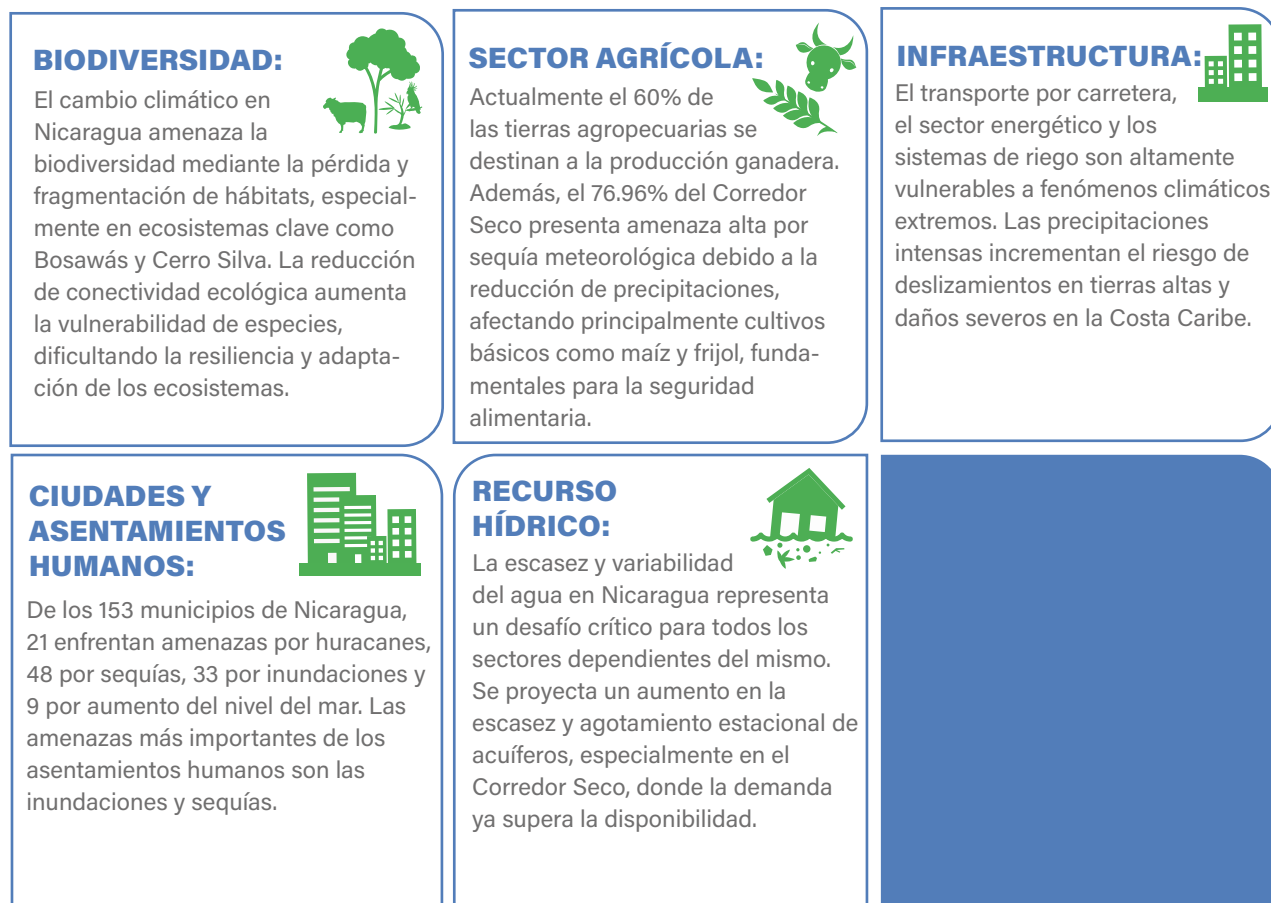 BIODIVERSIDAD:
El cambio climático en
Nicaragua amenaza la
biodiversidad mediante la pérdida y
fragmentación de hábitats, especial-
mente en ecosistemas clave como
Bosawás y Cerro Silva. La reducción
de conectividad ecológica aumenta
la vulnerabilidad de especies,
dificultando la resiliencia y adapta-
ción de los ecosistemas.
SECTOR AGRÍCOLA:
Actualmente el 60% de
las tierras agropecuarias se
destinan a la producción ganadera.
Además, el 76.96% del Corredor
Seco presenta amenaza alta por
sequía meteorológica debido a la
reducción de precipitaciones,
afectando principalmente cultivos
básicos como maíz y frijol, funda-
mentales para la seguridad
alimentaria.
INFRAESTRUCTURA:
El transporte por carretera,
el sector energético y los
sistemas de riego son altamente
vulnerables a fenómenos climáticos
extremos. Las precipitaciones
intensas incrementan el riesgo de
deslizamientos en tierras altas y
daños severos en la Costa Caribe.
CIUDADES Y
ASENTAMIENTOS
HUMANOS:
De los 153 municipios de Nicaragua,
21 enfrentan amenazas por huracanes,
48 por sequías, 33 por inundaciones y
9 por aumento del nivel del mar. Las
amenazas más importantes de los
asentamientos humanos son las
inundaciones y sequías.
RECURSO
HÍDRICO:
La escasez y variabilidad
del agua en Nicaragua representa
un desafío crítico para todos los
sectores dependientes del mismo.
Se proyecta un aumento en la
escasez y agotamiento estacional de
acuíferos, especialmente en el
Corredor Seco, donde la demanda
ya supera la disponibilidad.